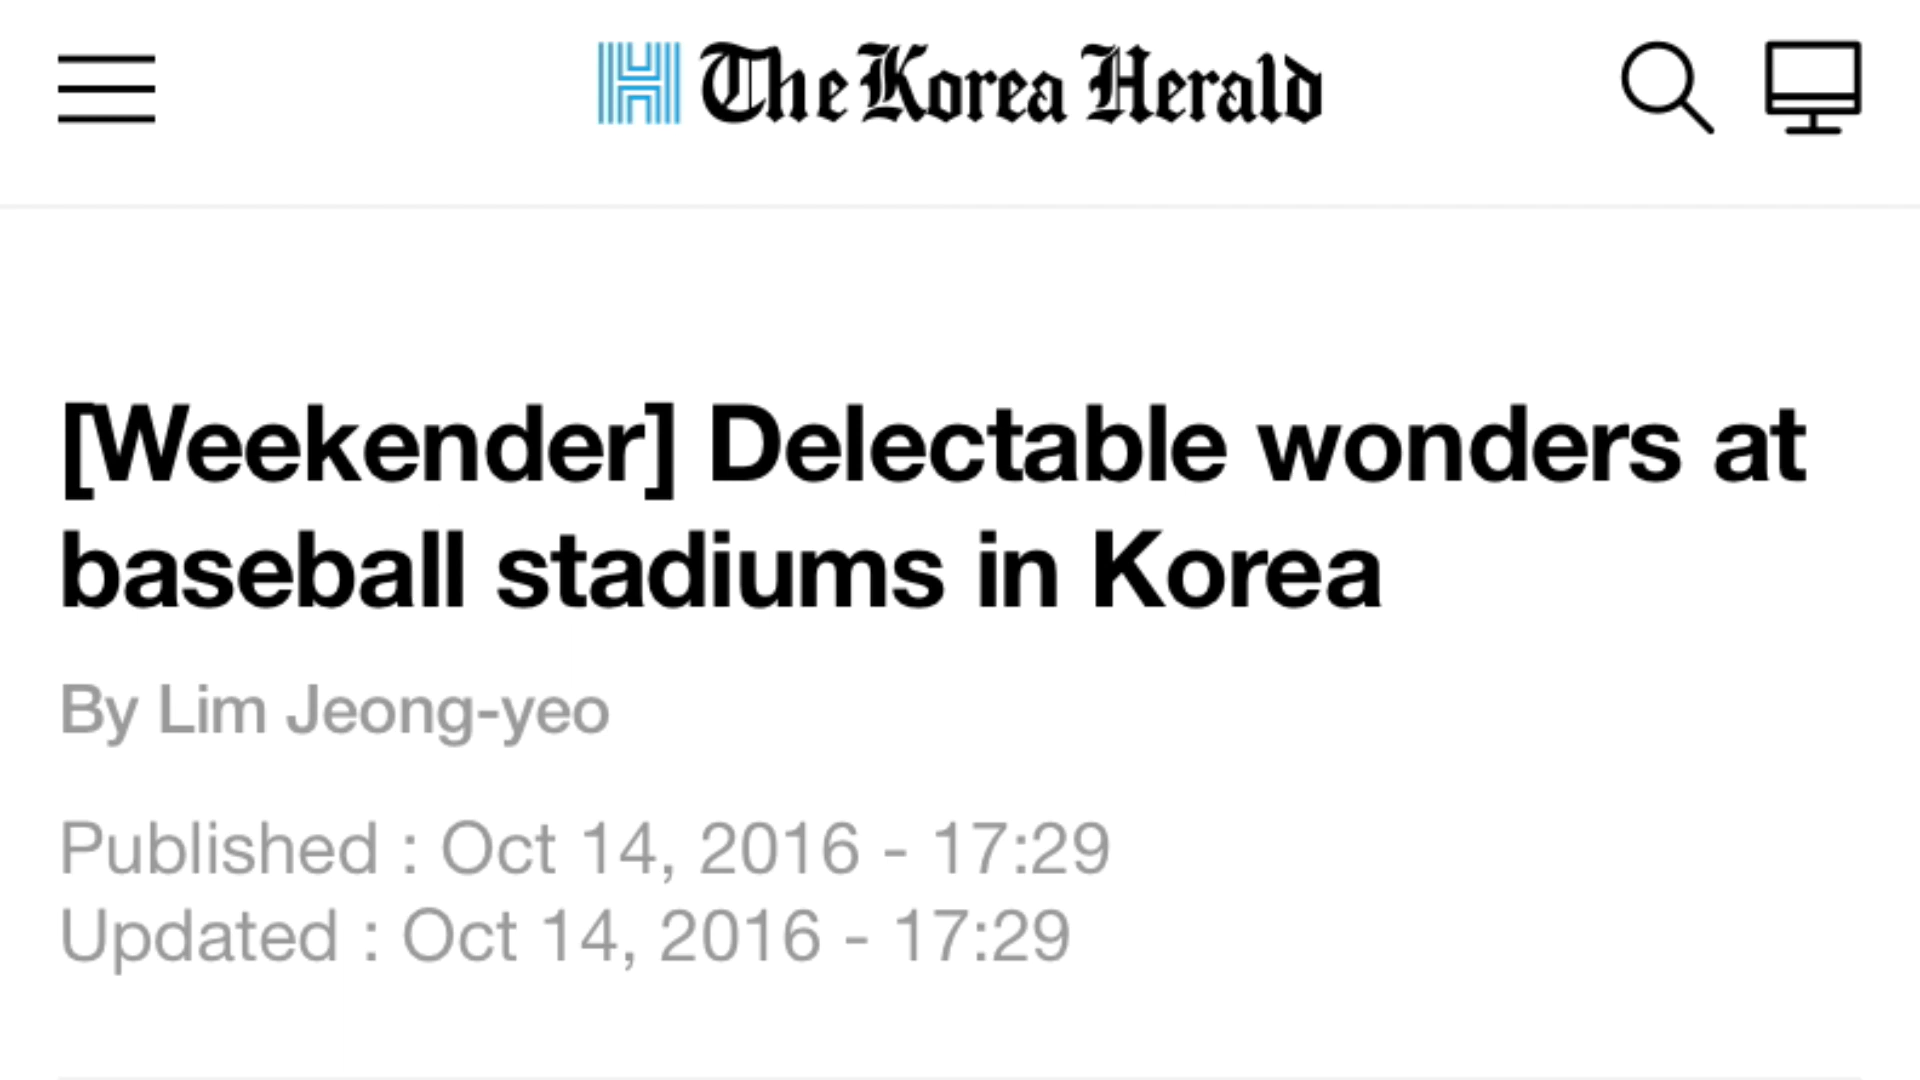 The Korea Herald
[Weekender] Delectable wonders at
baseball stadiums in Korea
By Lim Jeong-yeo
Published : Oct 14, 2016 - 17:29
Updated : Oct 14, 2016 - 17:29